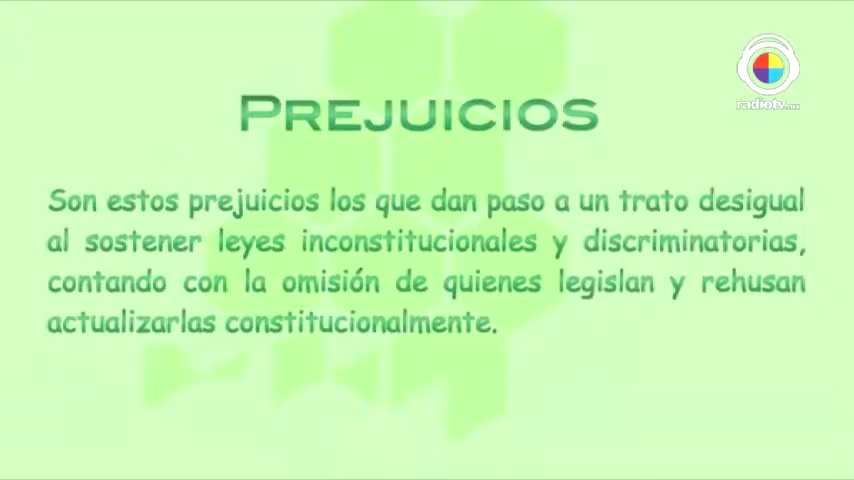 radiotv.mx
PREJUICIOS
Son estos prejuicios los que dan paso a un trato desigual
al sostener leyes inconstitucionales y discriminatorias,
contando con la omisión de quienes legislan y rehusan
actualizarlas constitucionalmente.